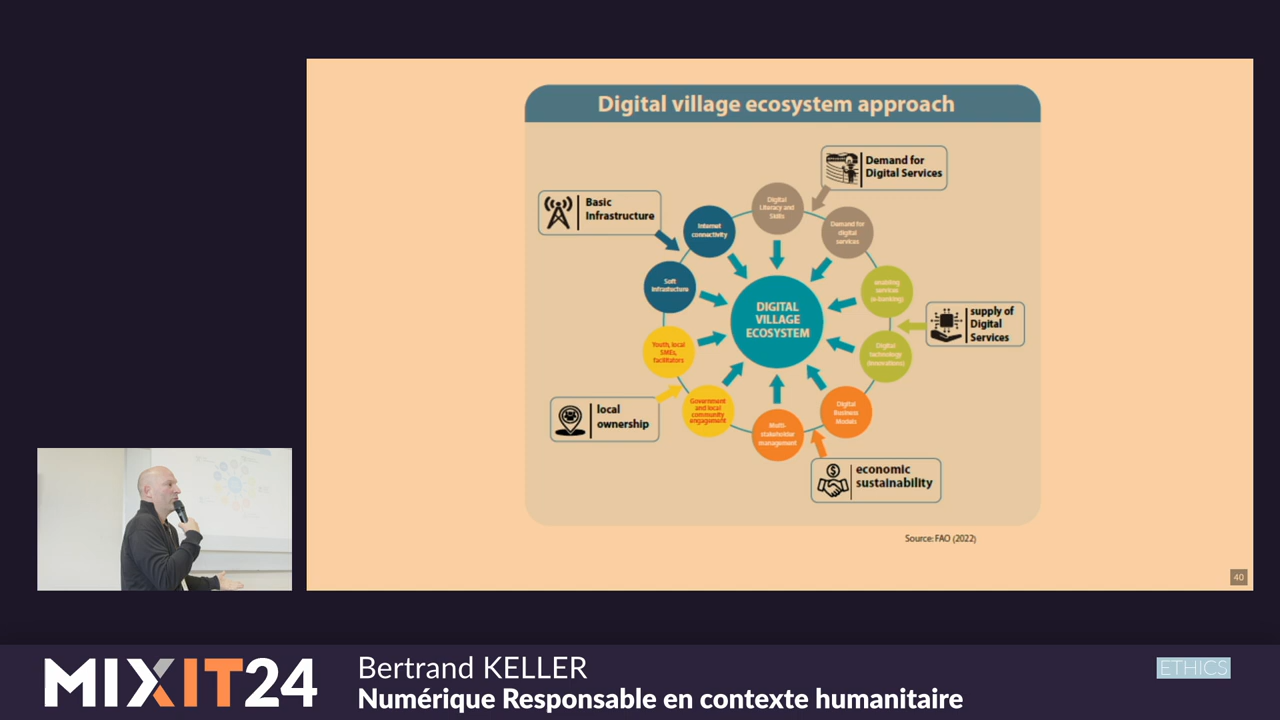 Digital village ecosystem approach
Demand for
Digital Services
Basic
Infrastructure
Digital
Literacy and
Skills
Internet
connectivity
Demand for
digital
services
Soft
infrastucture
enabling
services
(e-banking)
DIGITAL
VILLAGE
ECOSYSTEM
supply of
Digital
Services
Youth, local
SMEs,
facilitators
Digital
technology
(innovations)
local
ownership
Government
and local
community
engagement
Digital
Business
Models
Multi-
stakeholder
management
economic
sustainability
Source: FAO (2022)
40
MIXIT24
Bertrand KELLER
Numérique Responsable en contexte humanitaire
ETHICS